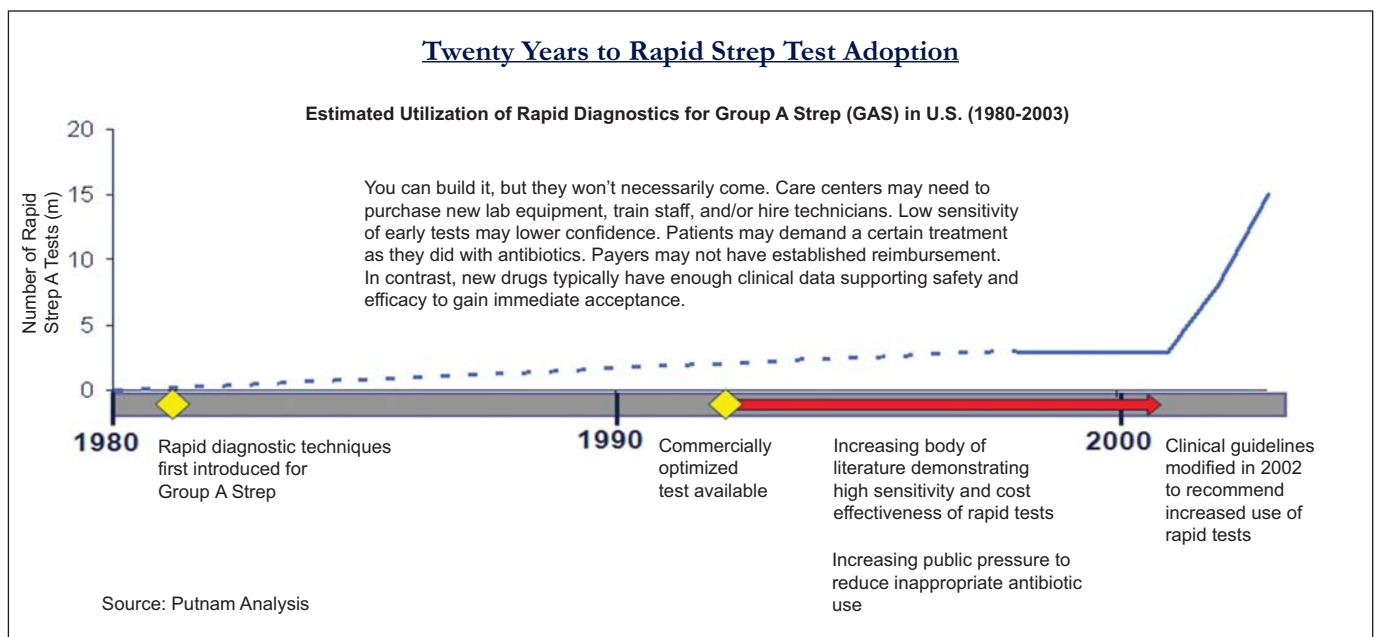 Twenty Years to Rapid Strep Test Adoption
Estimated Utilization of Rapid Diagnostics for Group A Strep (GAS) in U.S. (1980-2003)
Number of Rapid
Strep A Tests (m)
20
15
10
5
0
You can build it, but they won't necessarily come. Care centers may need to
purchase new lab equipment, train staff, and/or hire technicians. Low sensitivity
of early tests may lower confidence. Patients may demand a certain treatment
as they did with antibiotics. Payers may not have established reimbursement.
In contrast, new drugs typically have enough clinical data supporting safety and
efficacy to gain immediate acceptance.
1980
1990
2000
Rapid diagnostic techniques
first introduced for
Group A Strep
Commercially
optimized
test available
Increasing body of
literature demonstrating
high sensitivity and cost
effectiveness of rapid tests
Increasing public pressure to
reduce inappropriate antibiotic
use
Clinical guidelines
modified in 2002
to recommend
increased use of
rapid tests
Source: Putnam Analysis